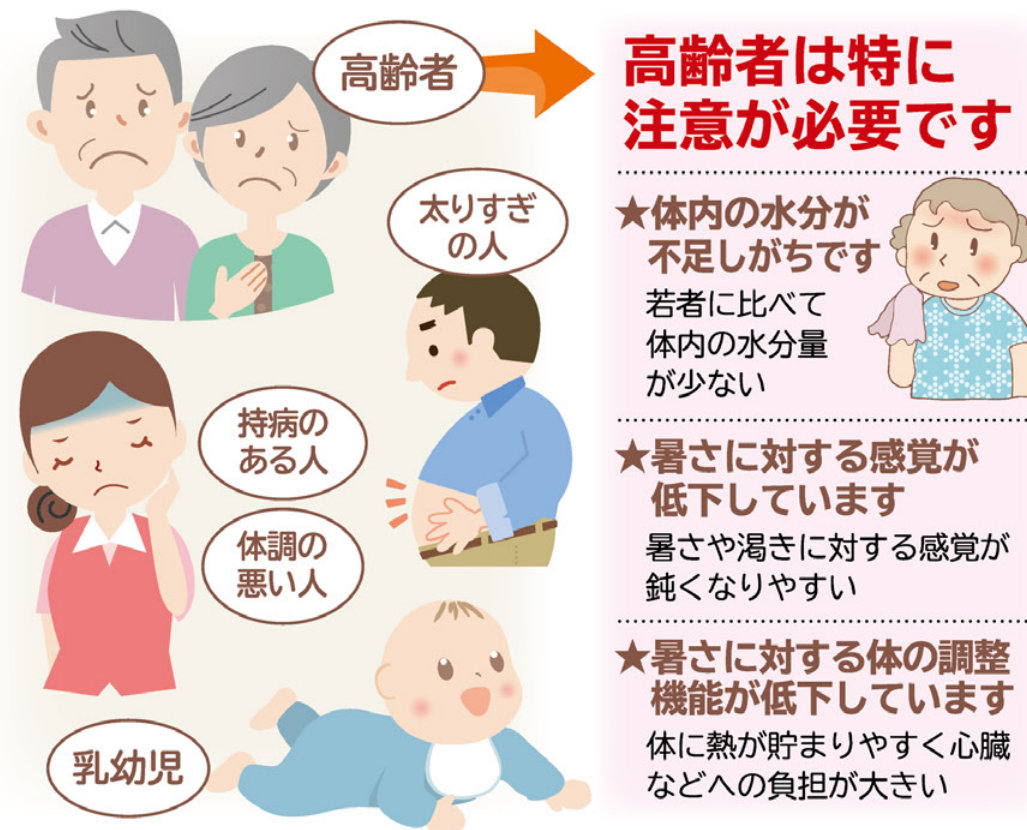 高齢者
太りすぎ
の人
持病の
ある人
体調の
悪い人
乳幼児
高齢者は特に
注意が必要です
★体内の水分が
不足しがちです
若者に比べて
体内の水分量
が少ない
★暑さに対する感覚が
低下しています
暑さや渇きに対する感覚が
鈍くなりやすい
★暑さに対する体の調整
機能が低下しています
体に熱が貯まりやすく心臓
などへの負担が大きい